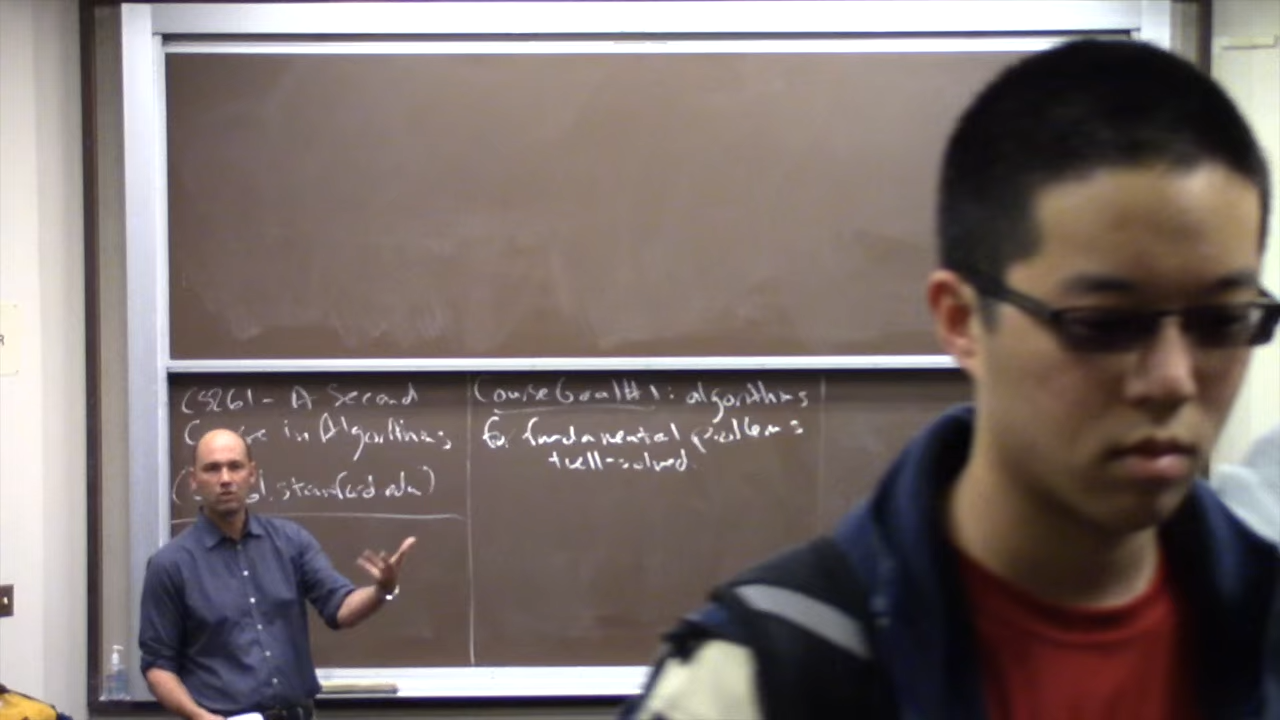 CS261 - A Second
Course in Algorithms
stanford.edu)
Course Goal #1: algorithms
for fundamental problems
+ well-solved
R